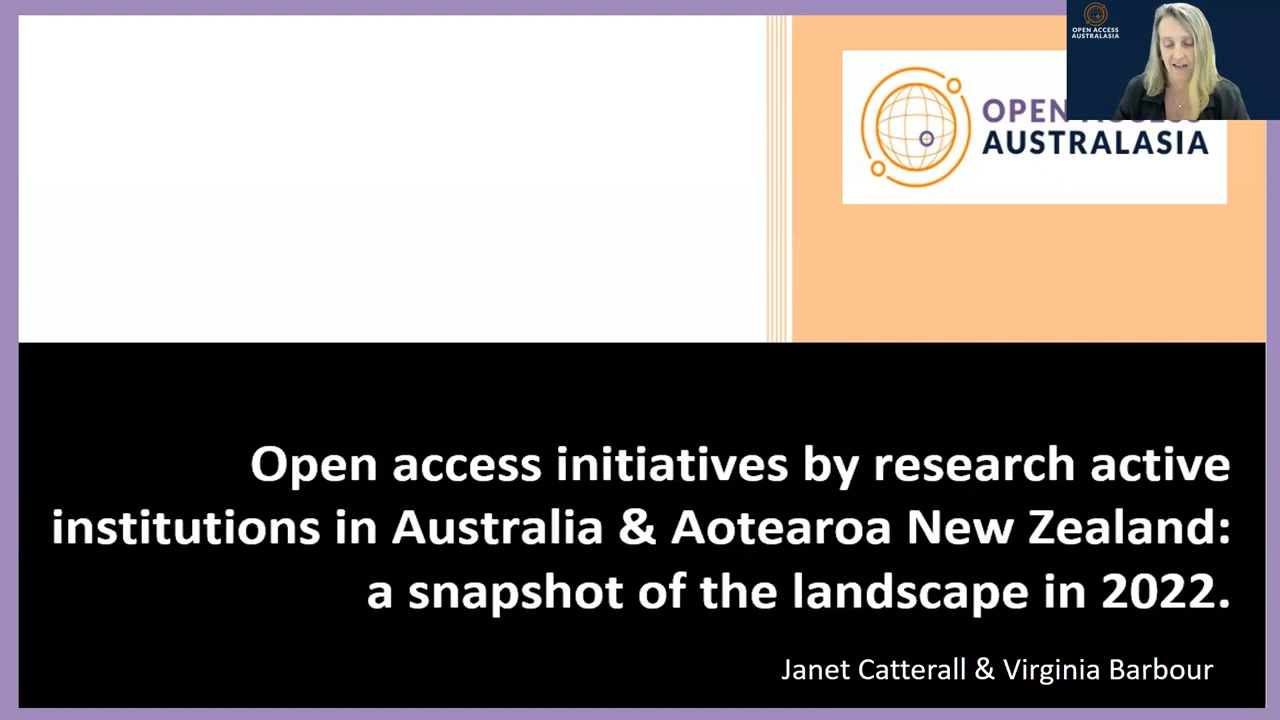 OPEN ACCESS
AUSTRALASIA
OPEN
AUSTRALASIA
Open access initiatives by research active
institutions in Australia & Aotearoa New Zealand:
a snapshot of the landscape in 2022.
Janet Catterall & Virginia Barbour